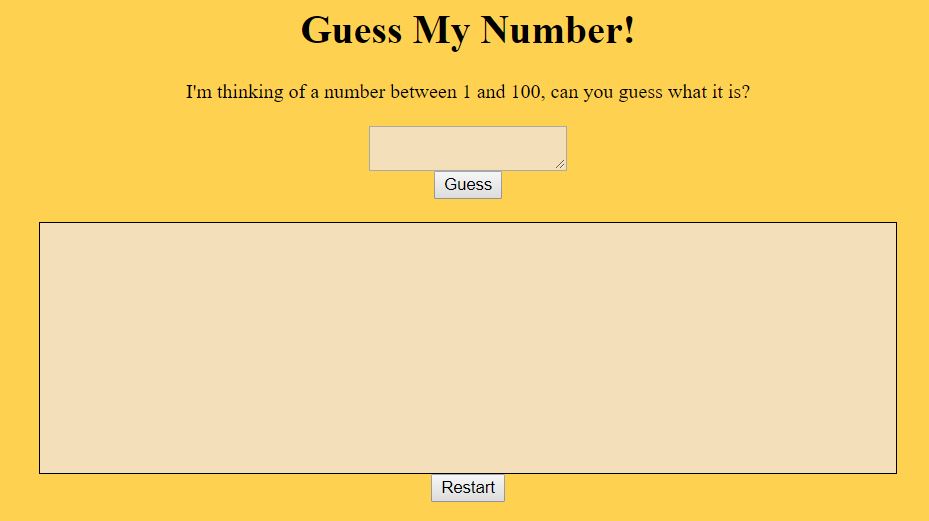 Guess My Number!
I'm thinking of a number between 1 and 100, can you guess what it is?
Guess
Restart